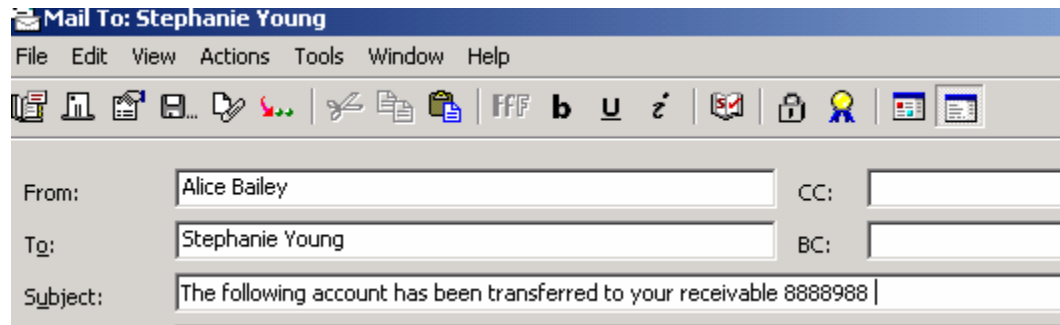 Mail To: Stephanie Young
File Edit View Actions Tools Window Help
FfF b u i
From: Alice Bailey CC:
To: Stephanie Young BC:
Subject: The following account has been transferred to your receivable 8888988